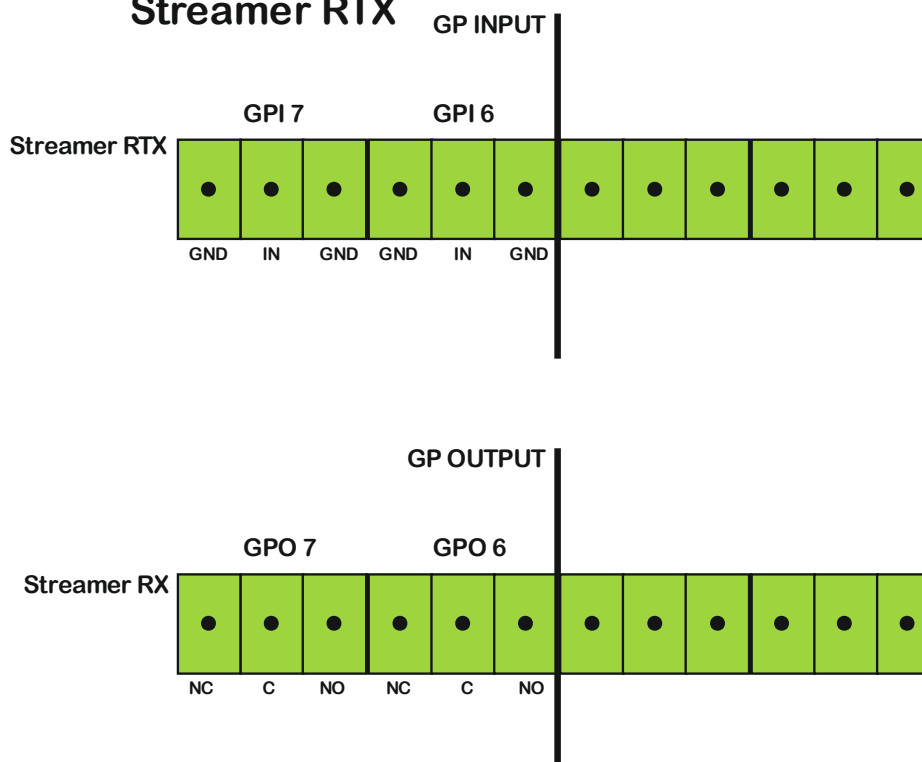 Streamer RTX
GP INPUT
GPI 7 GPI 6
Streamer RTX
GND IN GND GND IN GND
GP OUTPUT
GPO 7 GPO 6
Streamer RX
NC C NO NC C NO